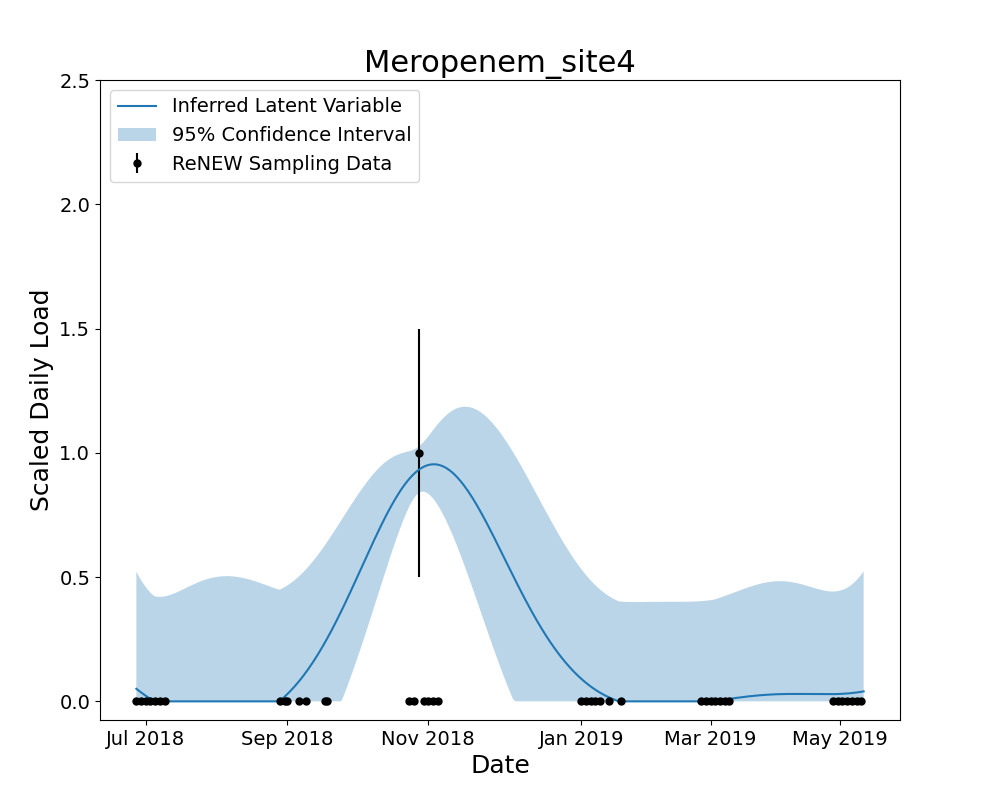 Meropenem_site4
2.5
2.0
1.5
1.0
0.5
0.0
Inferred Latent Variable
95% Confidence Interval
ReNEW Sampling Data
Scaled Daily Load
Jul 2018 Sep 2018 Nov 2018 Jan 2019 Mar 2019 May 2019
Date